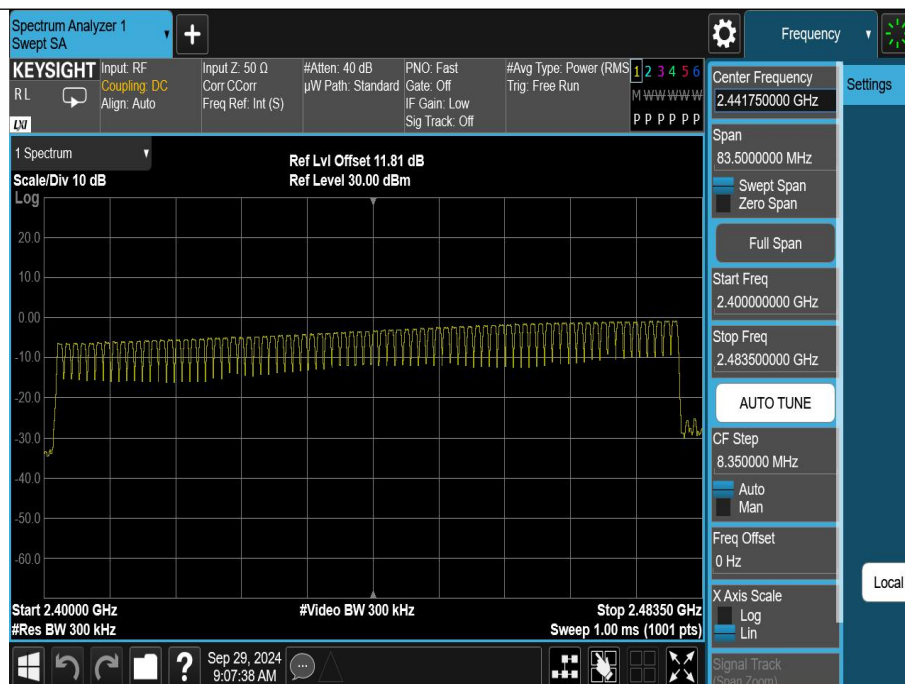 Spectrum Analyzer 1
Swept SA
+
Frequency
KEYSIGHT
RL
LXI
Input: RF
Coupling: DC
Align: Auto
Input Z: 50 Ω
Corr CCorr
Freq Ref: Int (S)
#Atten: 40 dB
µW Path: Standard
PNO: Fast
Gate: Off
IF Gain: Low
Sig Track: Off
#Avg Type: Power (RMS
Trig: Free Run
1 2 3 4 5 6
M W W W W W
P P P P P P
Center Frequency
2.441750000 GHz
Settings
Span
83.5000000 MHz
Swept Span
Zero Span
Full Span
Start Freq
2.400000000 GHz
Stop Freq
2.483500000 GHz
AUTO TUNE
CF Step
8.350000 MHz
Auto
Man
Freq Offset
0 Hz
X Axis Scale
Log
Lin
Signal Track
(Span Zoom)
Local
1 Spectrum
Scale/Div 10 dB
Log
Ref Lvl Offset 11.81 dB
Ref Level 30.00 dBm
20.0
10.0
0.00
-10.0
-20.0
-30.0
-40.0
-50.0
-60.0
Start 2.40000 GHz
#Res BW 300 kHz
#Video BW 300 kHz
Stop 2.48350 GHz
Sweep 1.00 ms (1001 pts)
?
Sep 29, 2024
9:07:38 AM